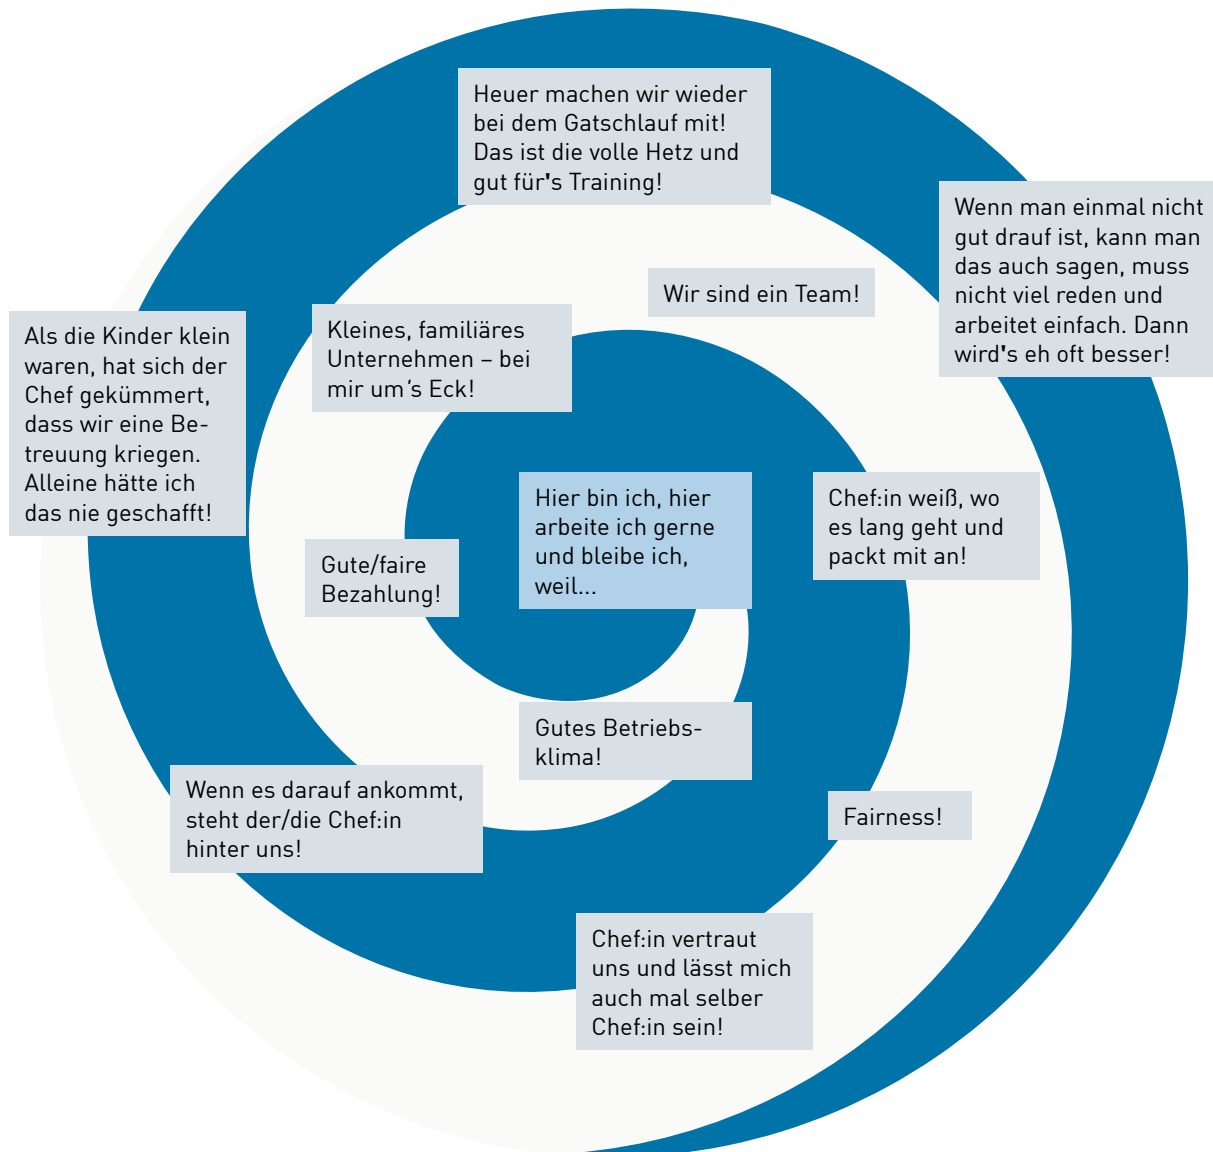 Heuer machen wir wieder
bei dem Gatschlauf mit!
Das ist die volle Hetz und
gut für's Training!
Wenn man einmal nicht
gut drauf ist, kann man
das auch sagen, muss
nicht viel reden und
arbeitet einfach. Dann
wird's eh oft besser!
Wir sind ein Team!
Kleines, familiäres
Unternehmen – bei
mir um´s Eck!
Als die Kinder klein
waren, hat sich der
Chef gekümmert,
dass wir eine Be-
treuung kriegen.
Alleine hätte ich
das nie geschafft!
Hier bin ich, hier
arbeite ich gerne
und bleibe ich,
weil...
Chef:in weiß, wo
es lang geht und
packt mit an!
Gute/faire
Bezahlung!
Gutes Betriebs-
klima!
Wenn es darauf ankommt,
steht der/die Chef:in
hinter uns!
Fairness!
Chef:in vertraut
uns und lässt mich
auch mal selber
Chef:in sein!